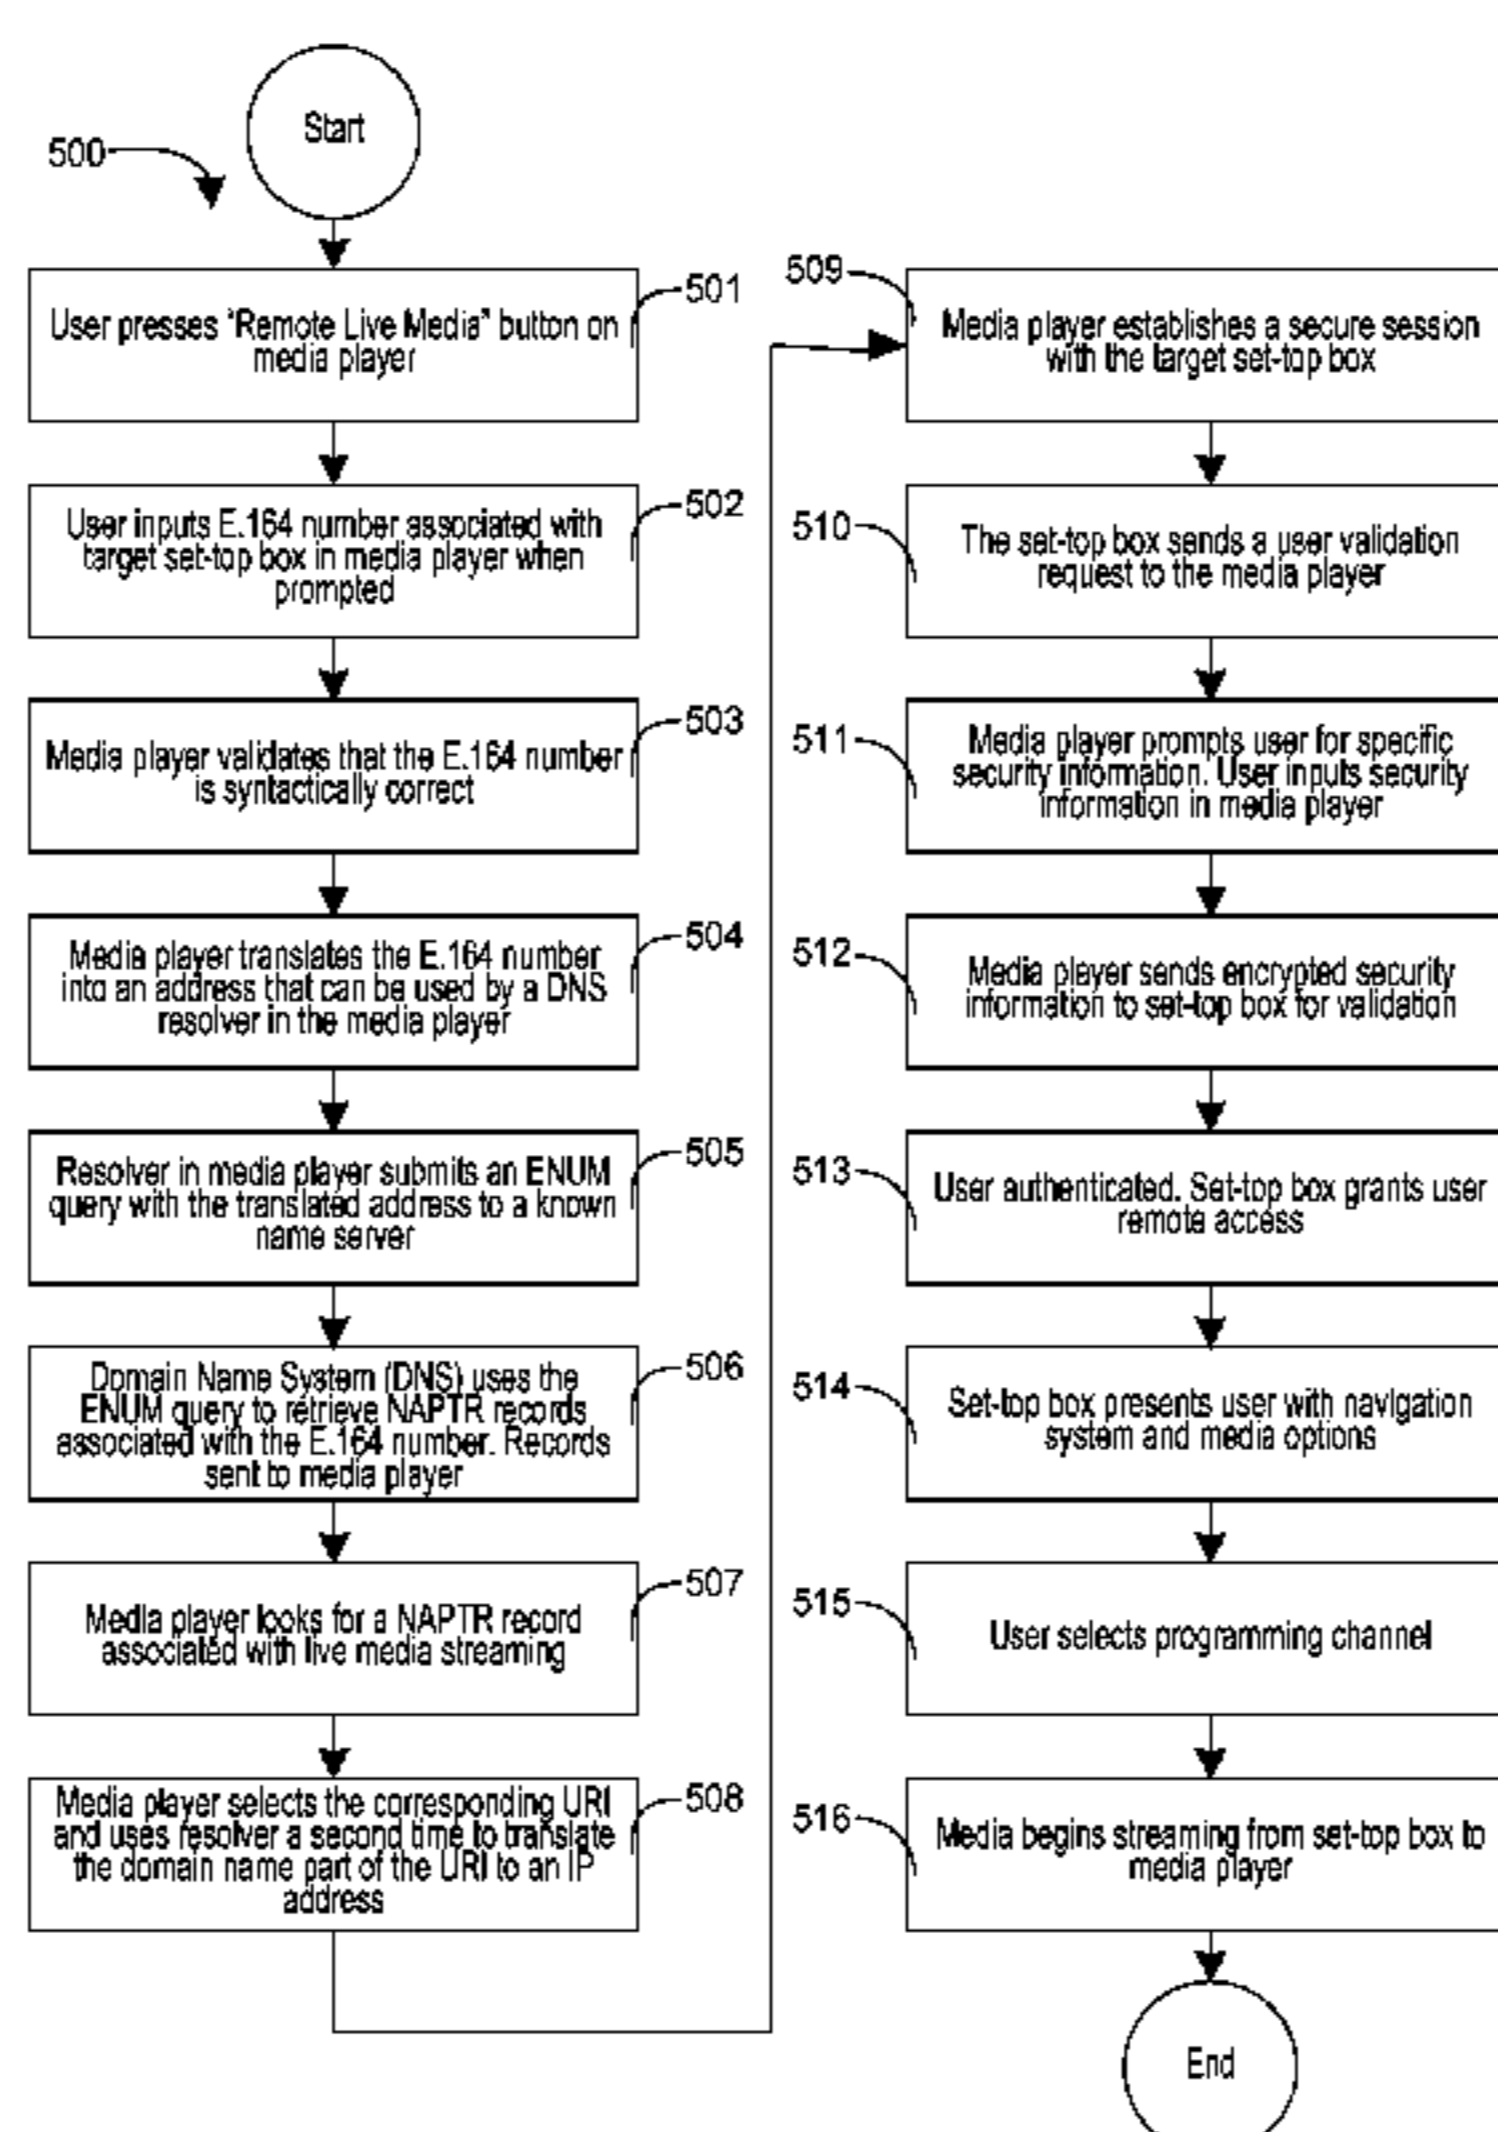 Start
500
User presses "Remote Live Media" button on
media player
501
User inputs E.164 number associated with
target set-top box in media player when
prompted
502
Media player validates that the E.164 number
is syntactically correct
503
Media player translates the E.164 number
into an address that can be used by a DNS
resolver in the media player
504
Resolver in media player submits an ENUM
query with the translated address to a known
name server
505
Domain Name System (DNS) uses the
ENUM query to retrieve NAPTR records
associated with the E.164 number. Records
sent to media player
506
Media player looks for a NAPTR record
associated with live media streaming
507
Media player selects the corresponding URI
and uses resolver a second time to translate
the domain name part of the URI to an IP
address
508
509
Media player establishes a secure session
with the target set-top box
510
The set-top box sends a user validation
request to the media player
511
Media player prompts user for specific
security information. User inputs security
information in media player
512
Media player sends encrypted security
information to set-top box for validation
513
User authenticated. Set-top box grants user
remote access
514
Set-top box presents user with navigation
system and media options
515
User selects programming channel
516
Media begins streaming from set-top box to
media player
End